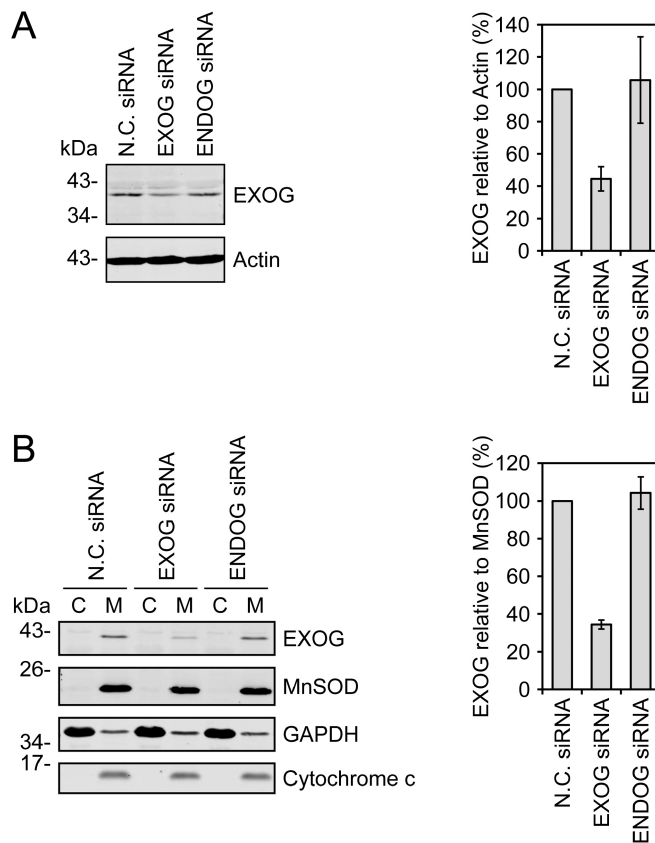 A
N.C. siRNA
EXOG siRNA
ENDOG siRNA
kDa
43-
34-
EXOG
43-
Actin
EXOG relative to Actin (%)
140
120
100
80
60
40
20
0
N.C. siRNA
EXOG siRNA
ENDOG siRNA
B
N.C. siRNA
EXOG siRNA
ENDOG siRNA
kDa C M C M C M
43-
EXOG
26-
MnSOD
GAPDH
34-
17-
Cytochrome c
EXOG relative to MnSOD (%)
120
100
80
60
40
20
0
N.C. siRNA
EXOG siRNA
ENDOG siRNA